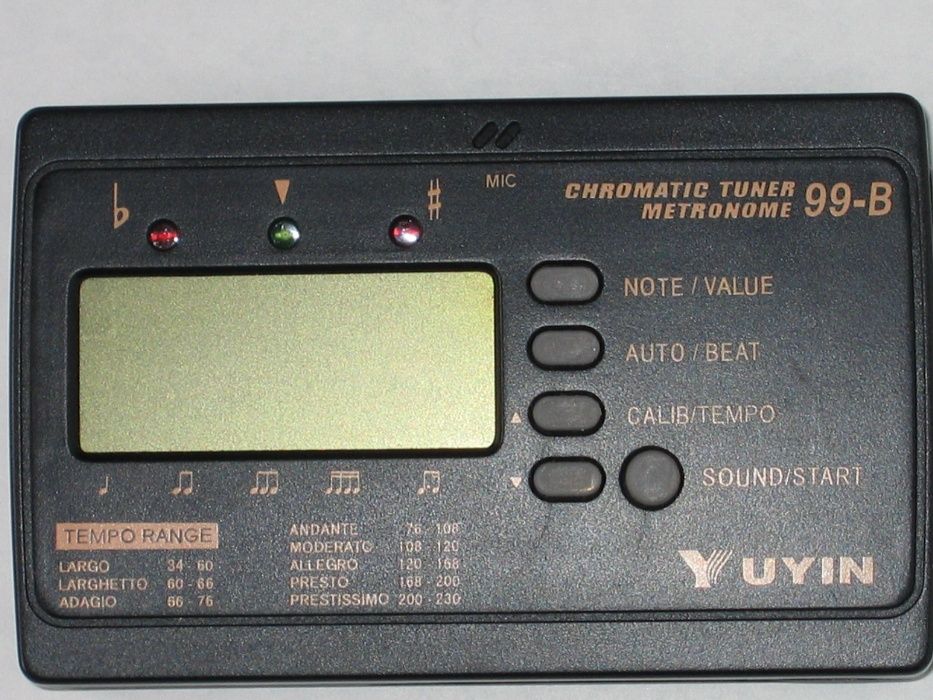 MIC
CHROMATIC TUNER
METRONOME 99-B
NOTE / VALUE
AUTO / BEAT
CALIB/TEMPO
SOUND/START
TEMPO RANGE
LARGO 34 - 60
LARGHETTO 60 - 66
ADAGIO 66 - 76
ANDANTE 76 - 108
MODERATO 108 - 120
ALLEGRO 120 - 168
PRESTO 168 - 200
PRESTISSIMO 200 - 230
YUYIN